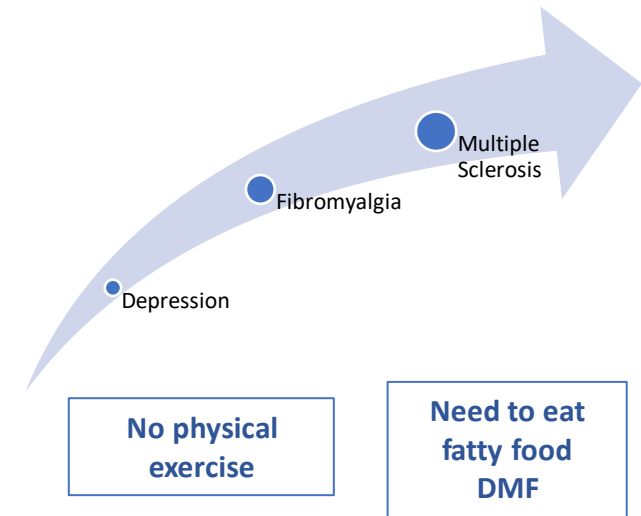 Multiple
Sclerosis
Fibromyalgia
Depression
No physical
exercise
Need to eat
fatty food
DMF